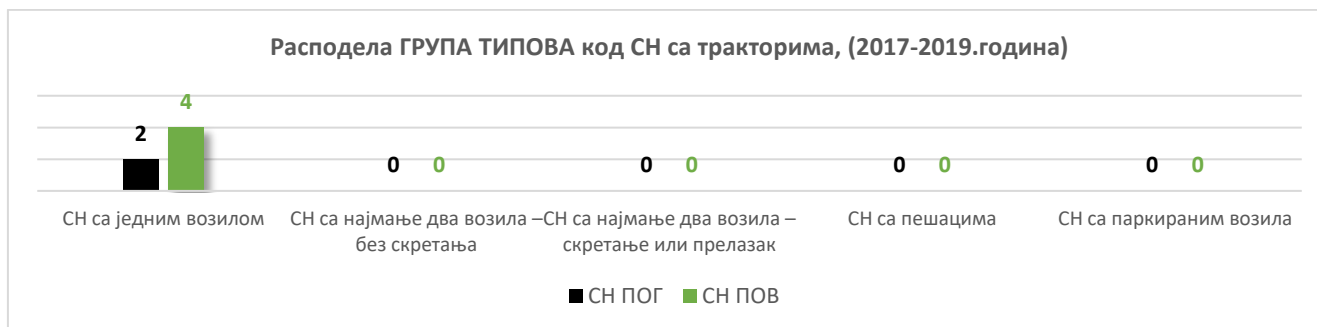 Расподела ГРУПА ТИПОВА код СН са тракторима, (2017-2019.година)
2 4 0 0 0 0 0 0 0 0
СН са једним возилом
СН са најмање два возила –
без скретања
СН са најмање два возила –
скретање или прелазак
СН са пешацима
СН са паркираним возила
СН ПОГ СН ПОВ